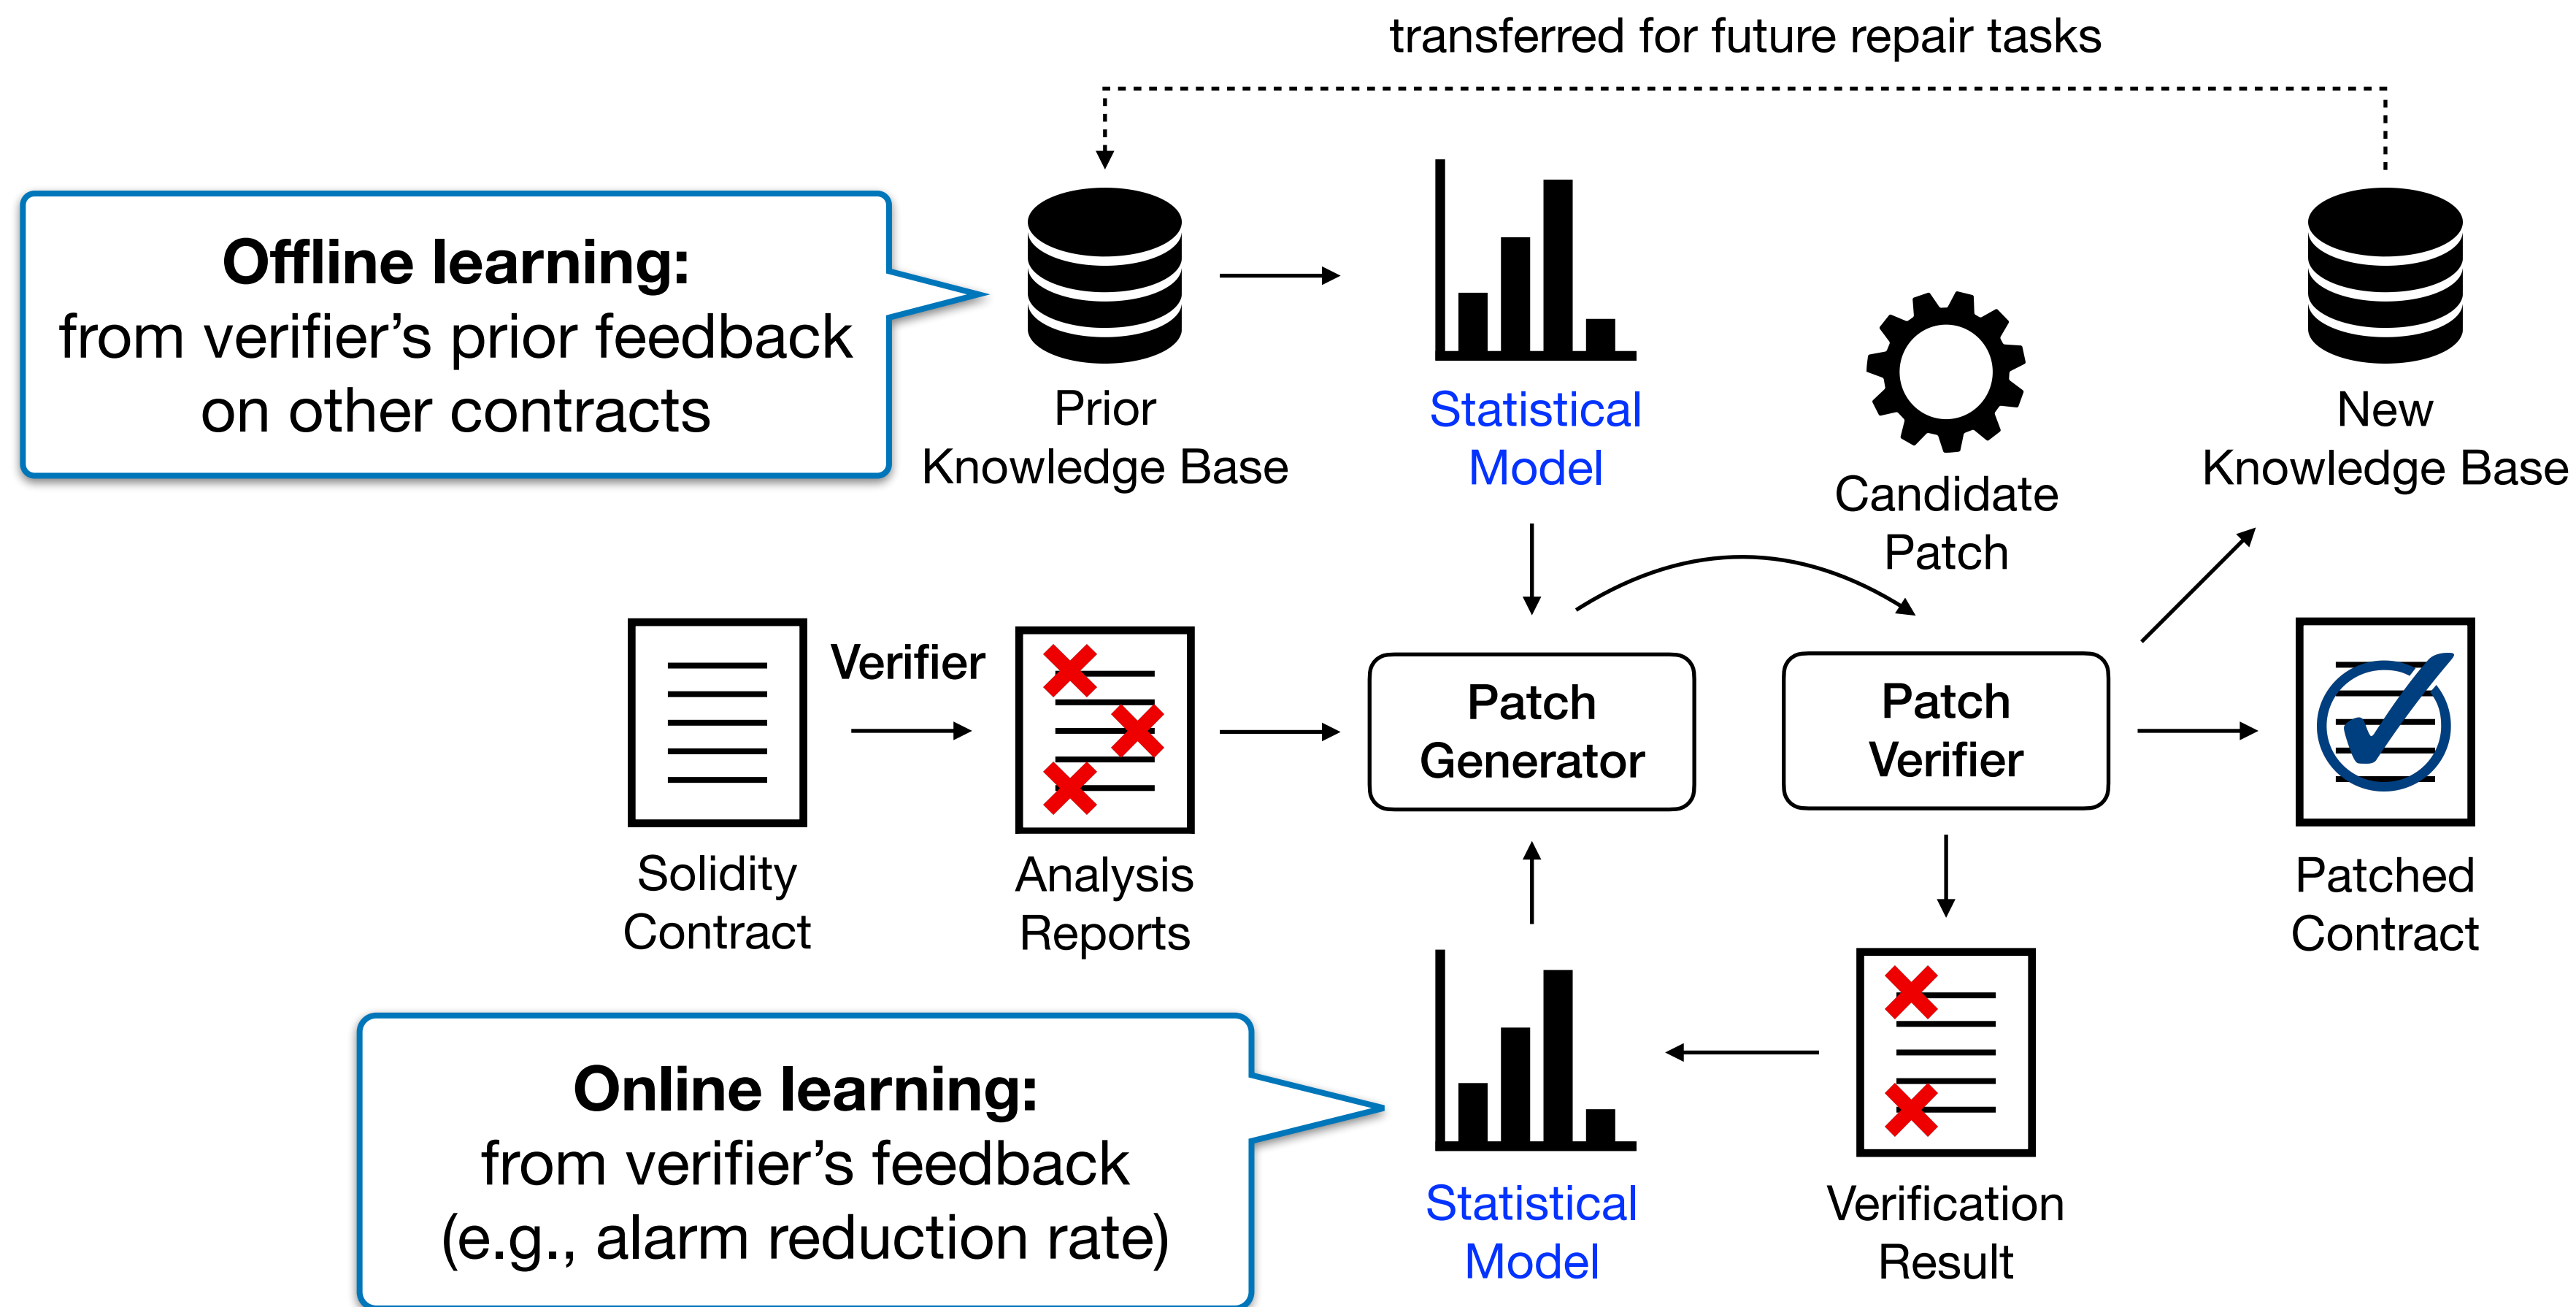 transferred for future repair tasks
Offline learning:
from verifier's prior feedback
on other contracts
Prior
Knowledge Base
Statistical
Model
Candidate
Patch
New
Knowledge Base
Solidity
Contract
Verifier
Analysis
Reports
Patch
Generator
Patch
Verifier
Patched
Contract
Online learning:
from verifier's feedback
(e.g., alarm reduction rate)
Statistical
Model
Verification
Result